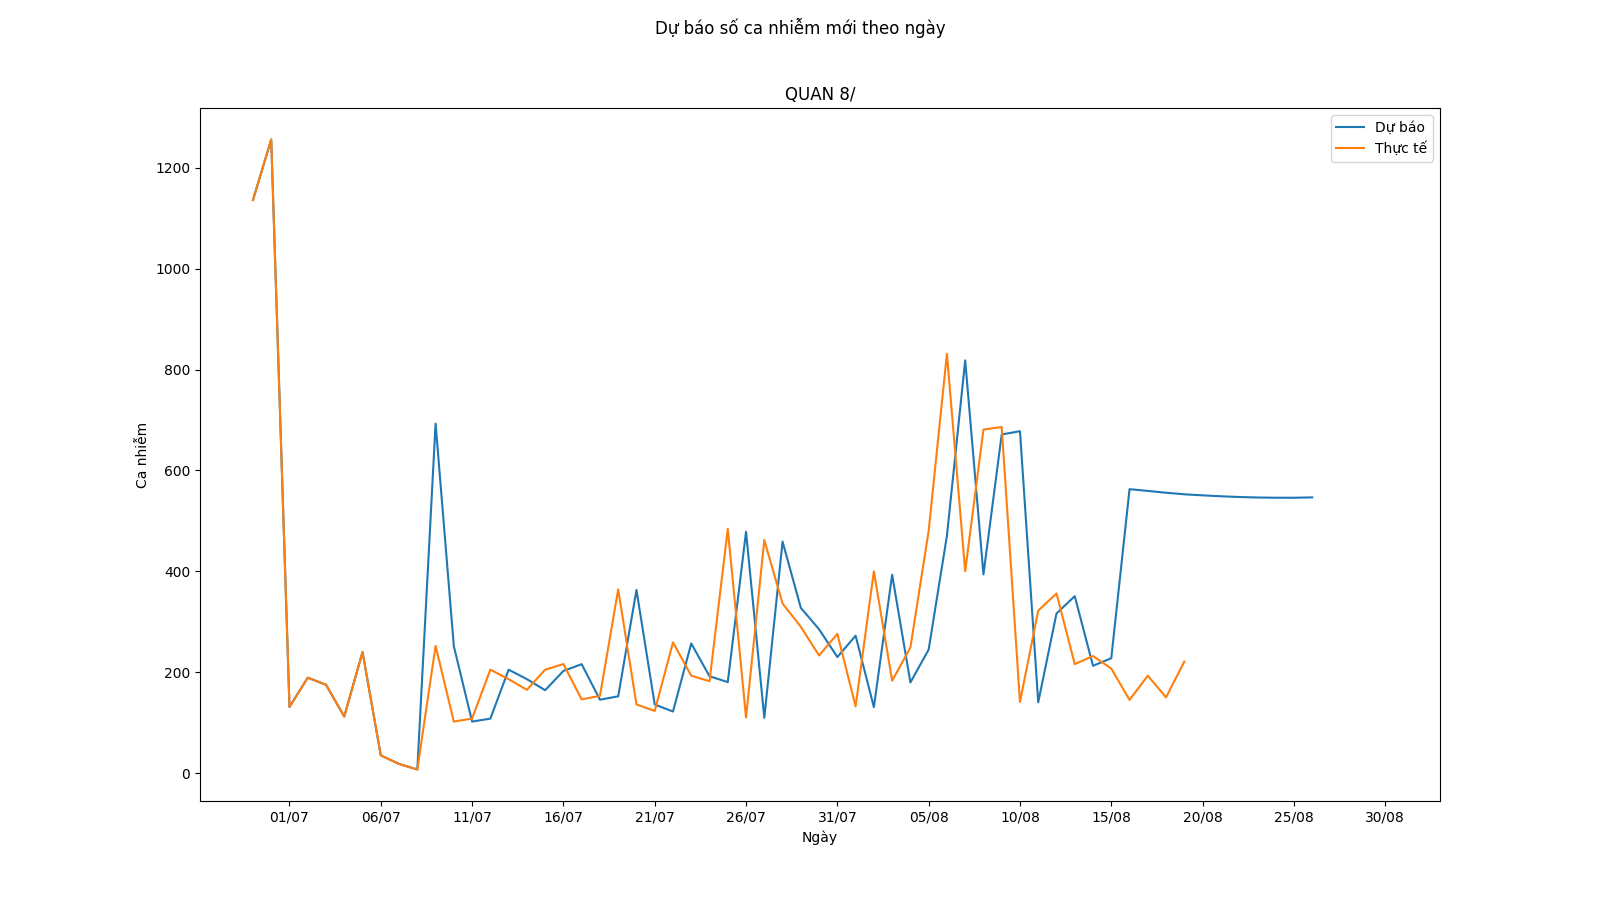 Dự báo số ca nhiễm mới theo ngày
QUAN 8/
Dự báo
Thực tế
1200
1000
800
600
400
200
0
Ca nhiễm
01/07 06/07 11/07 16/07 21/07 26/07 31/07 05/08 10/08 15/08 20/08 25/08 30/08
Ngày